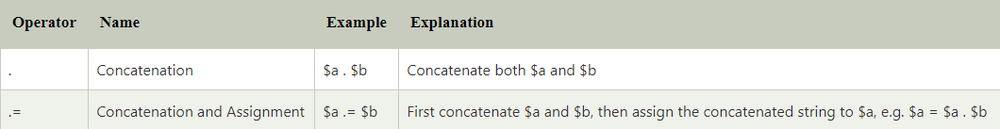 Operator Name Example Explanation
. Concatenation $a . $b Concatenate both $a and $b
.= Concatenation and Assignment $a .= $b First concatenate $a and $b, then assign the concatenated string to $a, e.g. $a = $a . $b